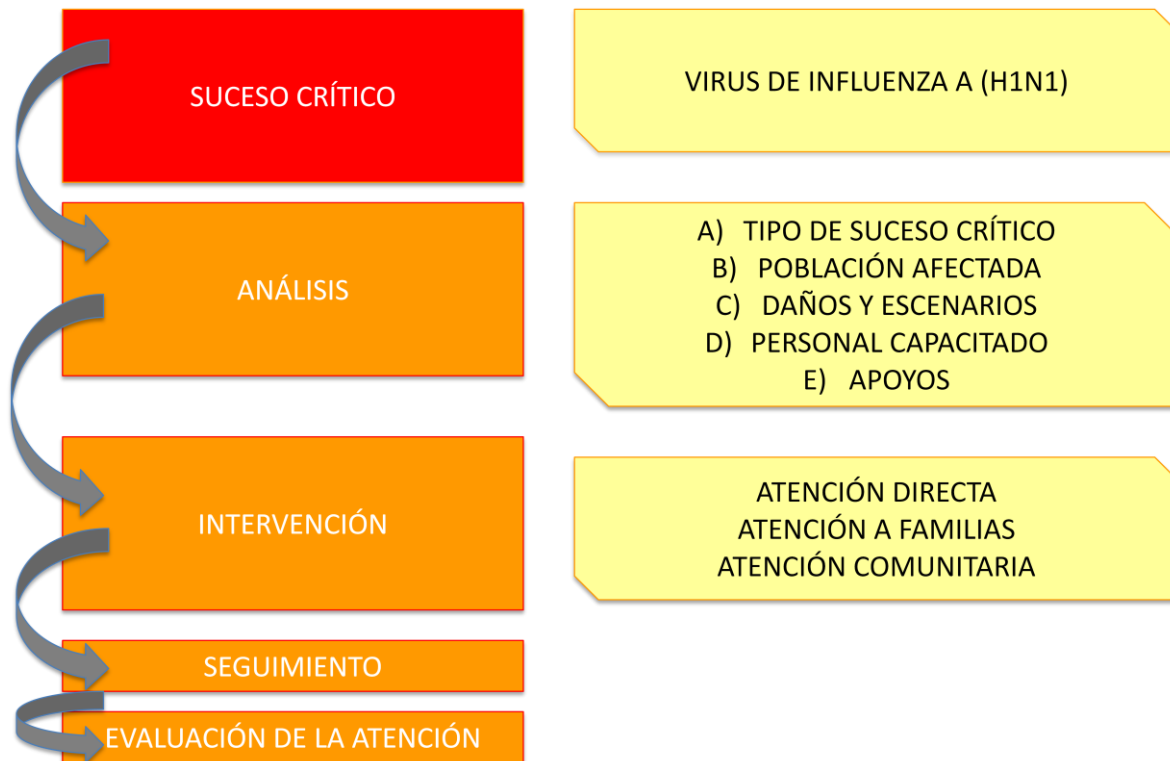 SUCESO CRÍTICO
VIRUS DE INFLUENZA A (H1N1)
ANÁLISIS
A) TIPO DE SUCESO CRÍTICO
B) POBLACIÓN AFECTADA
C) DAÑOS Y ESCENARIOS
D) PERSONAL CAPACITADO
E) APOYOS
INTERVENCIÓN
ATENCIÓN DIRECTA
ATENCIÓN A FAMILIAS
ATENCIÓN COMUNITARIA
SEGUIMIENTO
EVALUACIÓN DE LA ATENCIÓN